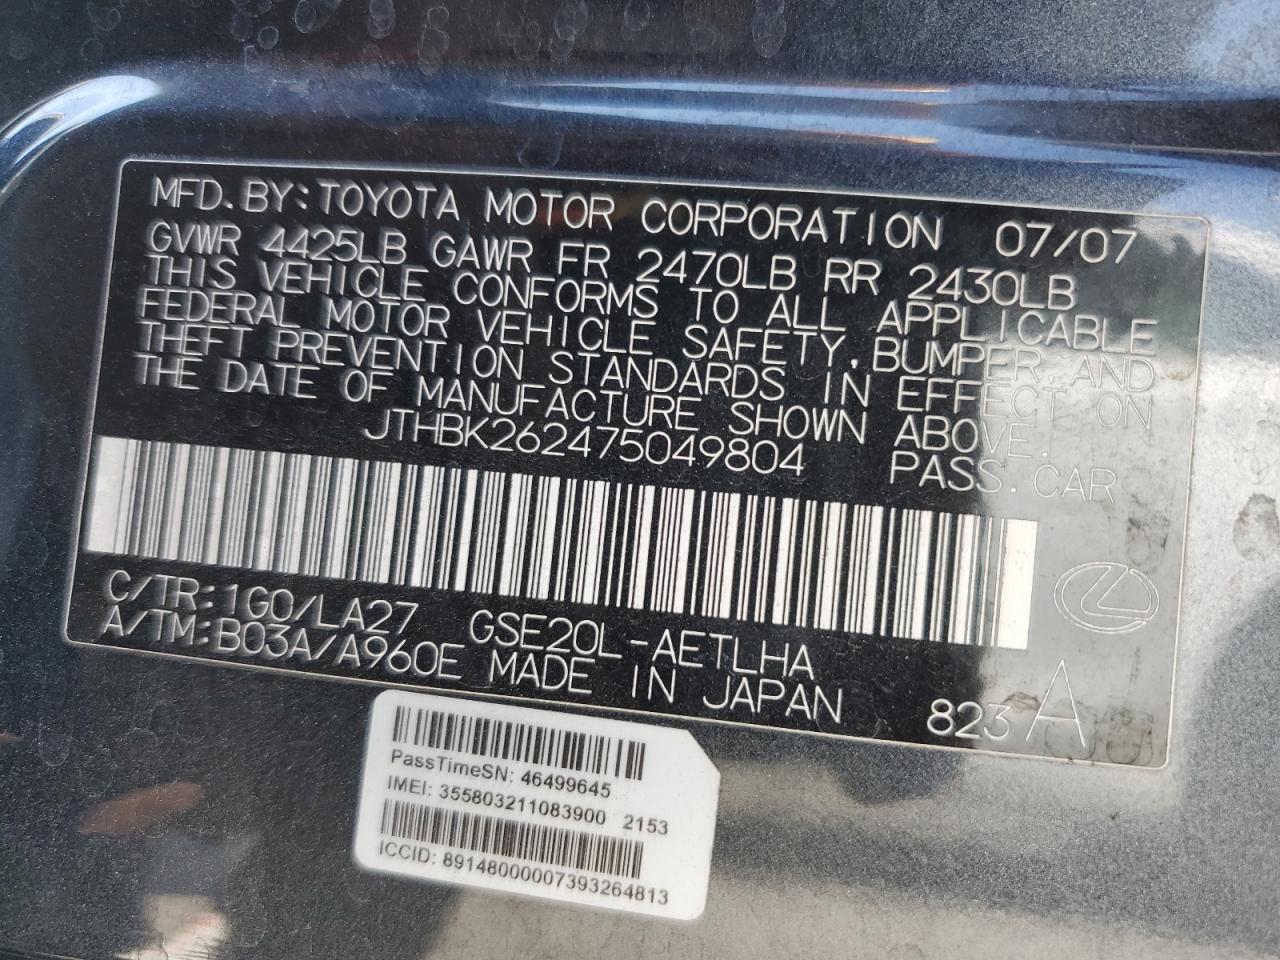 MFD. BY: TOYOTA MOTOR CORPORATION 07/07
GVWR 4425LB GAWR FR 2470LB RR 2430LB
THIS VEHICLE CONFORMS TO ALL APPLICABLE
FEDERAL MOTOR VEHICLE SAFETY, BUMPER, AND
THEFT PREVENTION STANDARDS IN EFFECT ON
THE DATE OF MANUFACTURE SHOWN ABOVE.
JTHBK262475049804 PASS. CAR
C/TR: 1G0/LA27 GSE20L-AETLHA
A/TM: B03A/A960E MADE IN JAPAN
823 A
PassTimeSN: 46499645
IMEI: 355803211083900 2153
ICCID: 89148000007393264813